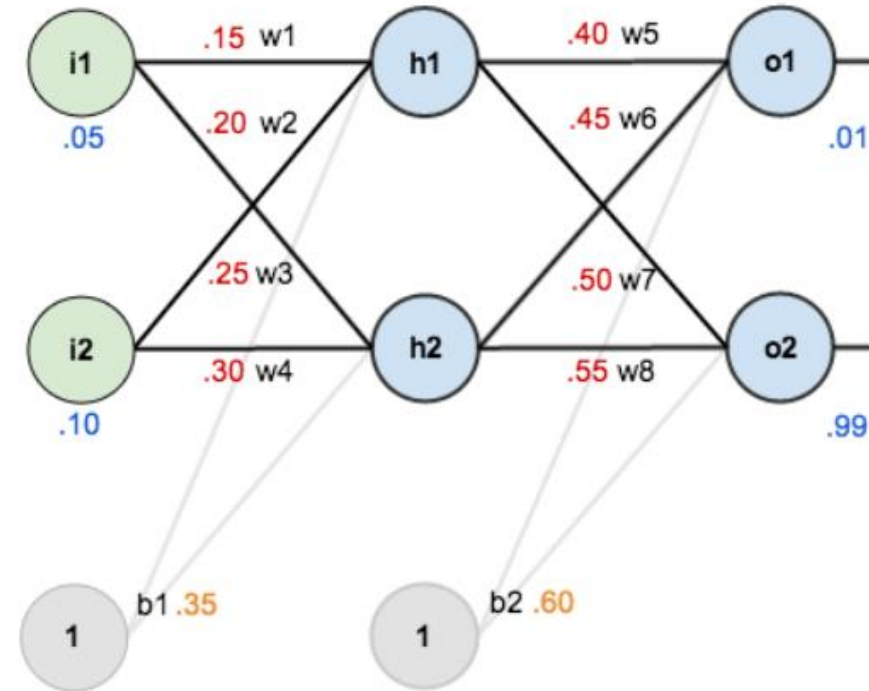 .15 w1
.40 w5
i1
h1
o1
.20 w2
.45 w6
.05
.01
.25 w3
.50 w7
i2
h2
o2
.30 w4
.55 w8
.10
.99
b1 .35
b2 .60
1
1